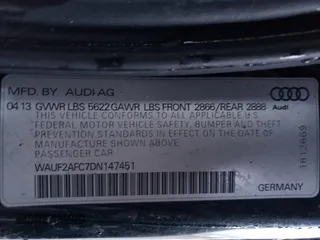 MFD. BY AUDI-AG
04 13 GVWR LBS 5622 GAWR LBS FRONT 2866/REAR 2888
Audi
THIS VEHICLE CONFORMS TO ALL APPLICABLE U.S.
FEDERAL MOTOR VEHICLE SAFETY, BUMPER AND THEFT
PREVENTION STANDARDS IN EFFECT ON THE DATE OF
MANUFACTURE SHOWN ABOVE.
PASSENGER CAR
WAUF2AFC7DN147451
1812669